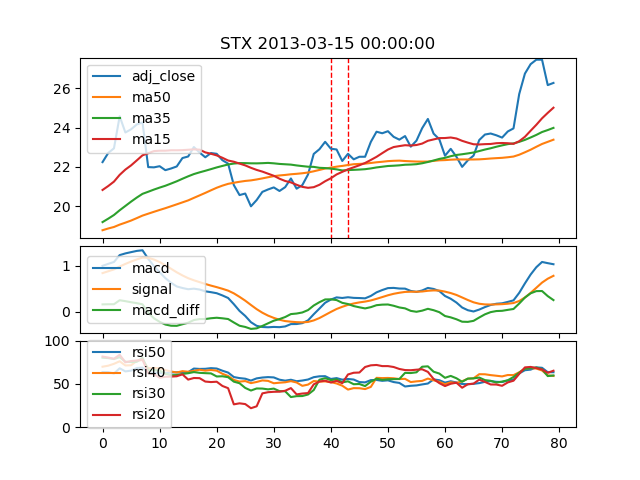 STX 2013-03-15 00:00:00
adj_close
ma50
ma35
ma15
26
24
22
20
macd
signal
macd_diff
1
0
rsi50
rsi40
rsi30
rsi20
100
50
0
0 10 20 30 40 50 60 70 80